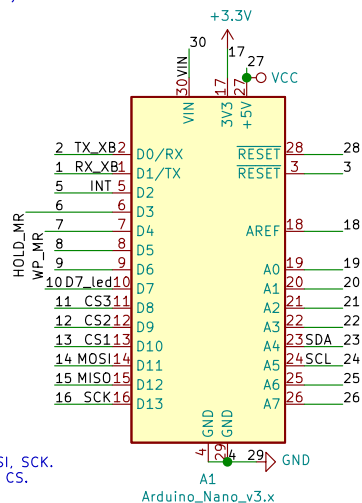 +3.3V
30 VIN 17 27 VCC
30 17 27
VIN 3V3 +5V
2 TX_XB 2 D0/RX RESET 28 28
1 RX_XB 1 D1/TX RESET 3 3
5 INT 5 D2
6 6 D3
HOLD_MR
7 7 D4 AREF 18 18
WP_MR
8 8 D5
9 9 D6 A0 19 19
10 D7_led 10 D7 A1 20 20
11 CS3 11 D8 A2 21 21
12 CS2 12 D9 A3 22 22
13 CS1 13 D10 A4 23 SDA 23
14 MOSI 14 D11 A5 24 SCL 24
15 MISO 15 D12 A6 25 25
16 SCK 16 D13 A7 26 26
GND GND
4 29 4 29 GND
SI, SCK.
CS.
A1
Arduino_Nano_v3.x